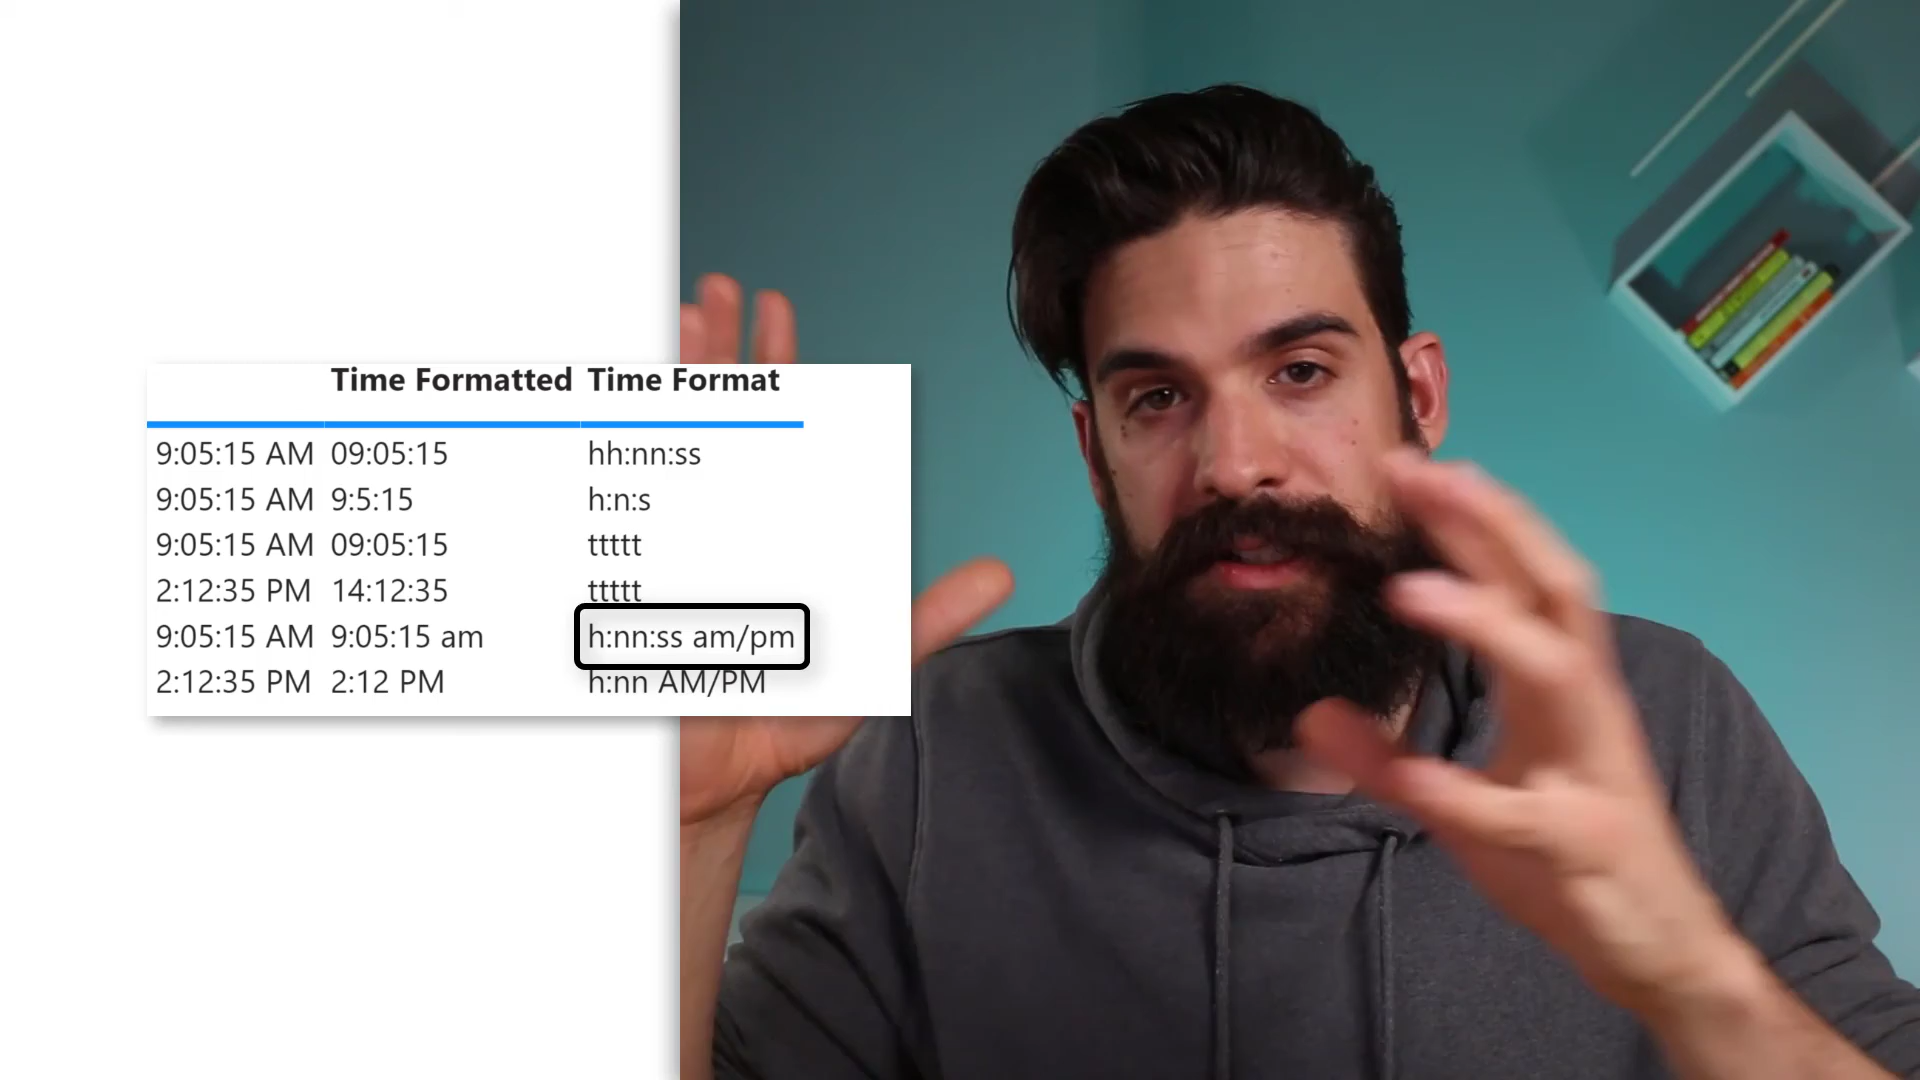 Time Formatted Time Format
9:05:15 AM 09:05:15 hh:nn:ss
9:05:15 AM 9:5:15 h:n:s
9:05:15 AM 09:05:15 ttttt
2:12:35 PM 14:12:35 ttttt
9:05:15 AM 9:05:15 am h:nn:ss am/pm
2:12:35 PM 2:12 PM h:nn AM/PM